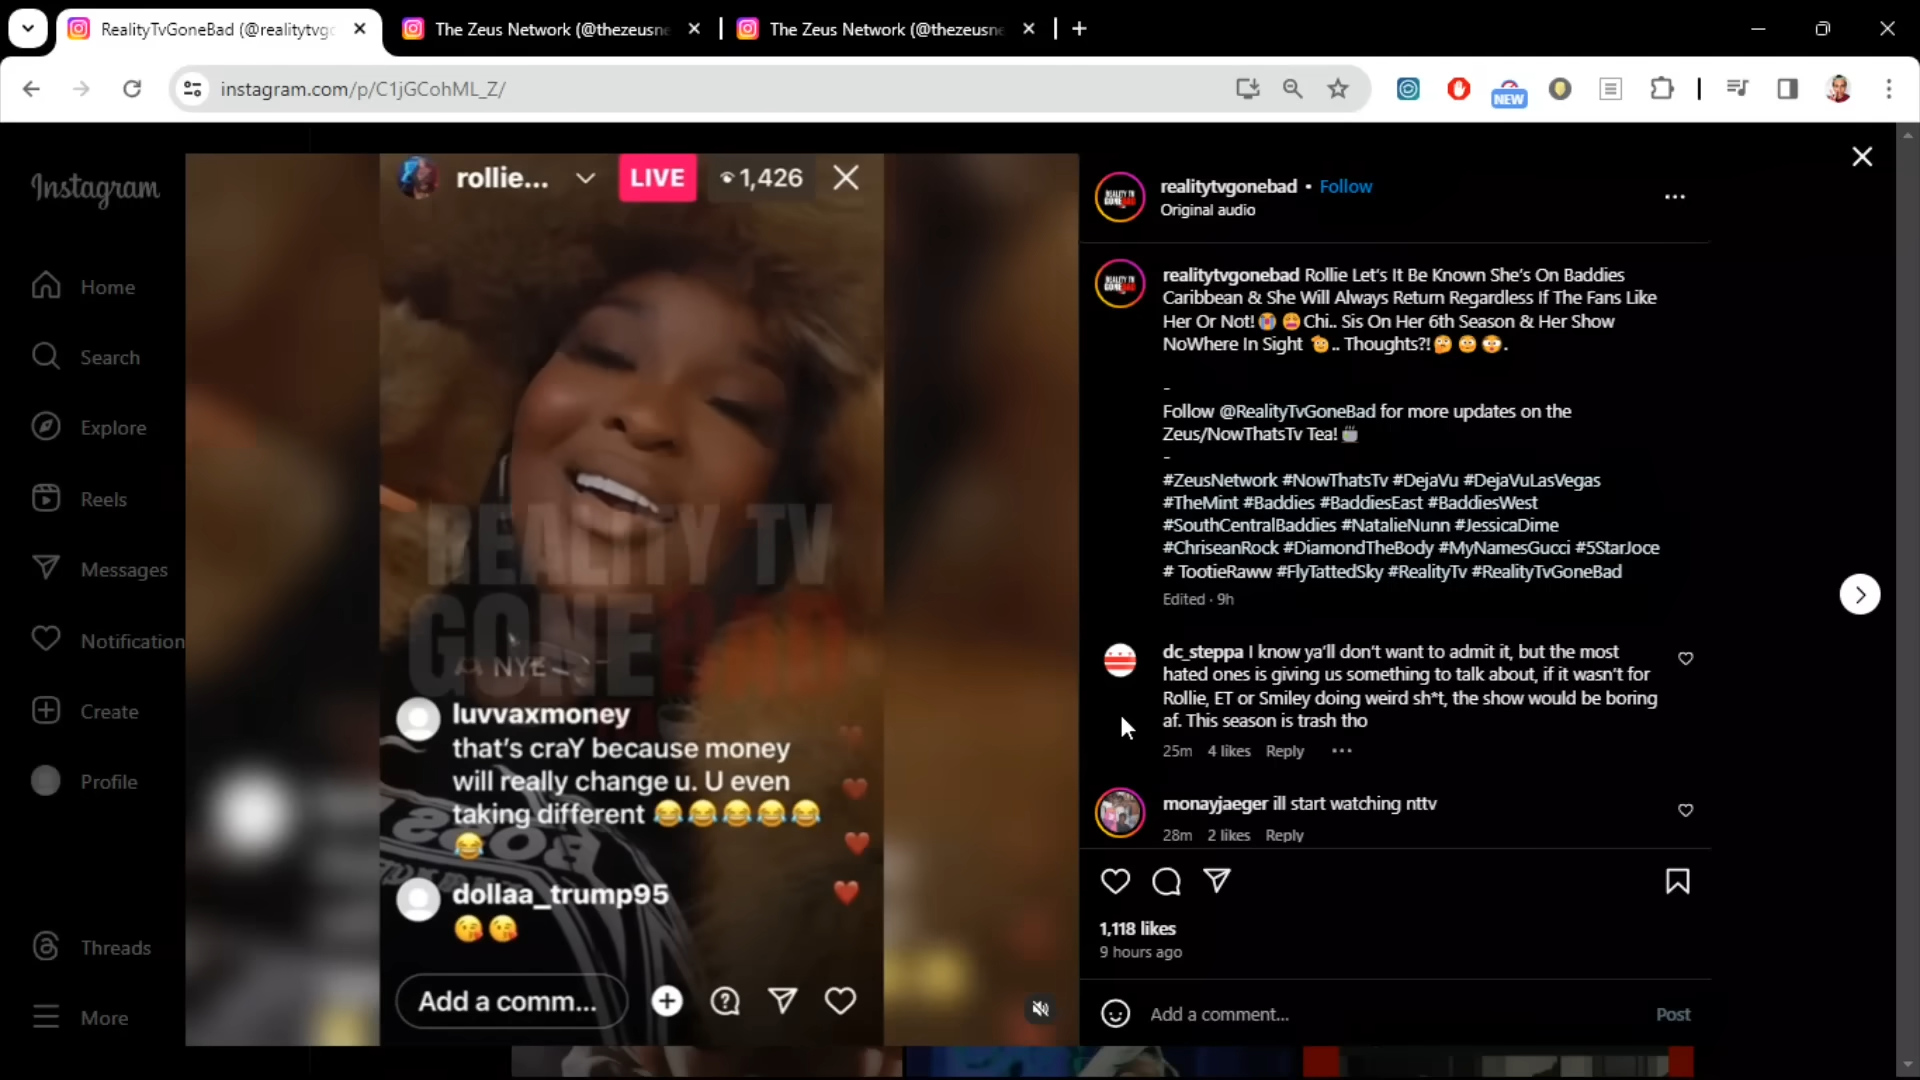 RealityTvGoneBad (@realitytvgo
The Zeus Network (@thezeusne
The Zeus Network (@thezeusne
instagram.com/p/C1jGCohML_Z/
NEW
Instagram
Home
Search
Explore
Reels
Messages
Notification
Create
Profile
Threads
More
rollie...
LIVE
1,426
REALITY TV
GONE BAD
NYE
luvvaxmoney
that's craY because money
will really change u. U even
taking different 😂😂😂😂😂
😂
dollaa_trump95
😘😘
Add a comm...
realitytvgonebad • Follow
Original audio
realitytvgonebad Rollie Let's It Be Known She's On Baddies
Caribbean & She Will Always Return Regardless If The Fans Like
Her Or Not!😭😩Chi.. Sis On Her 6th Season & Her Show
NoWhere In Sight 🫡.. Thoughts?!🤔😳🤯.
-
Follow @RealityTvGoneBad for more updates on the
Zeus/NowThatsTv Tea!🍵
-
#ZeusNetwork #NowThatsTv #DejaVu #DejaVuLasVegas
#TheMint #Baddies #BaddiesEast #BaddiesWest
#SouthCentralBaddies #NatalieNunn #JessicaDime
#ChriseanRock #DiamondTheBody #MyNamesGucci #5StarJoce
# TootieRaww #FlyTattedSky #RealityTv #RealityTvGoneBad
Edited · 9h
dc_steppa I know ya'll don't want to admit it, but the most
hated ones is giving us something to talk about, if it wasn't for
Rollie, ET or Smiley doing weird sh*t, the show would be boring
af. This season is trash tho
25m 4 likes Reply ...
monayjaeger ill start watching nttv
28m 2 likes Reply
1,118 likes
9 hours ago
Add a comment...
Post